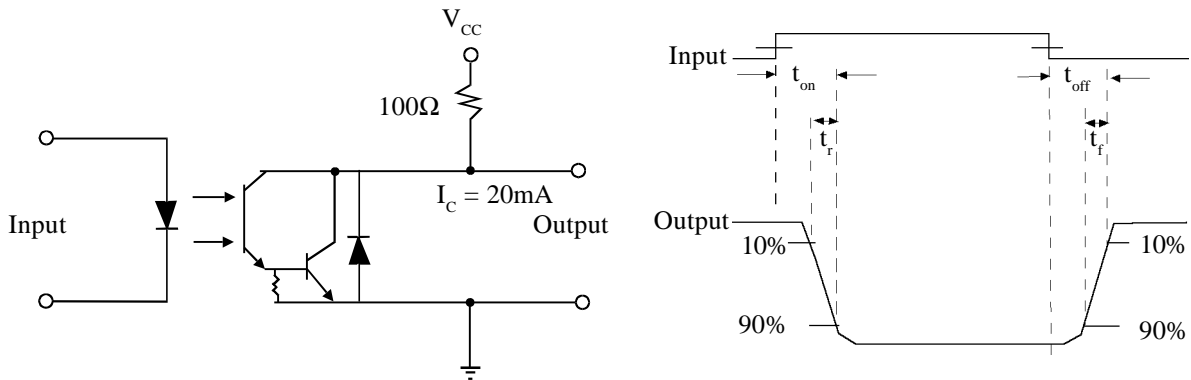 V_CC
100Ω
Input
I_C = 20mA
Output
Input
t_on
t_off
t_r
t_f
Output
10%
10%
90%
90%